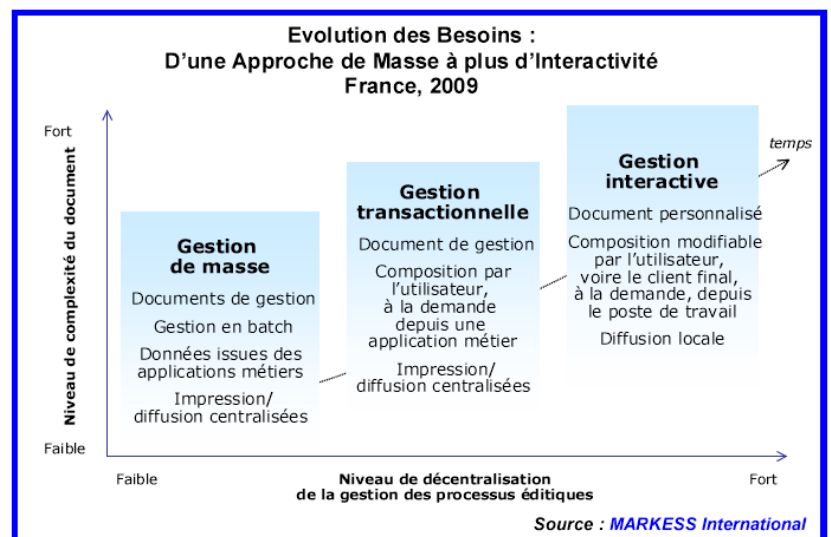 Evolution des Besoins :
D'une Approche de Masse à plus d'Interactivité
France, 2009
Fort
Niveau de complexité du document
Faible
Gestion
de masse
Documents de gestion
Gestion en batch
Données issues des
applications métiers
Impression/
diffusion centralisées
Gestion
transactionnelle
Document de gestion
Composition par
l'utilisateur,
à la demande
depuis une
application métier
Impression/
diffusion centralisées
Gestion
interactive
Document personnalisé
Composition modifiable
par l'utilisateur,
voire le client final,
à la demande, depuis
le poste de travail
Diffusion locale
temps
Faible
Niveau de décentralisation
de la gestion des processus éditiques
Fort
Source : MARKESS International